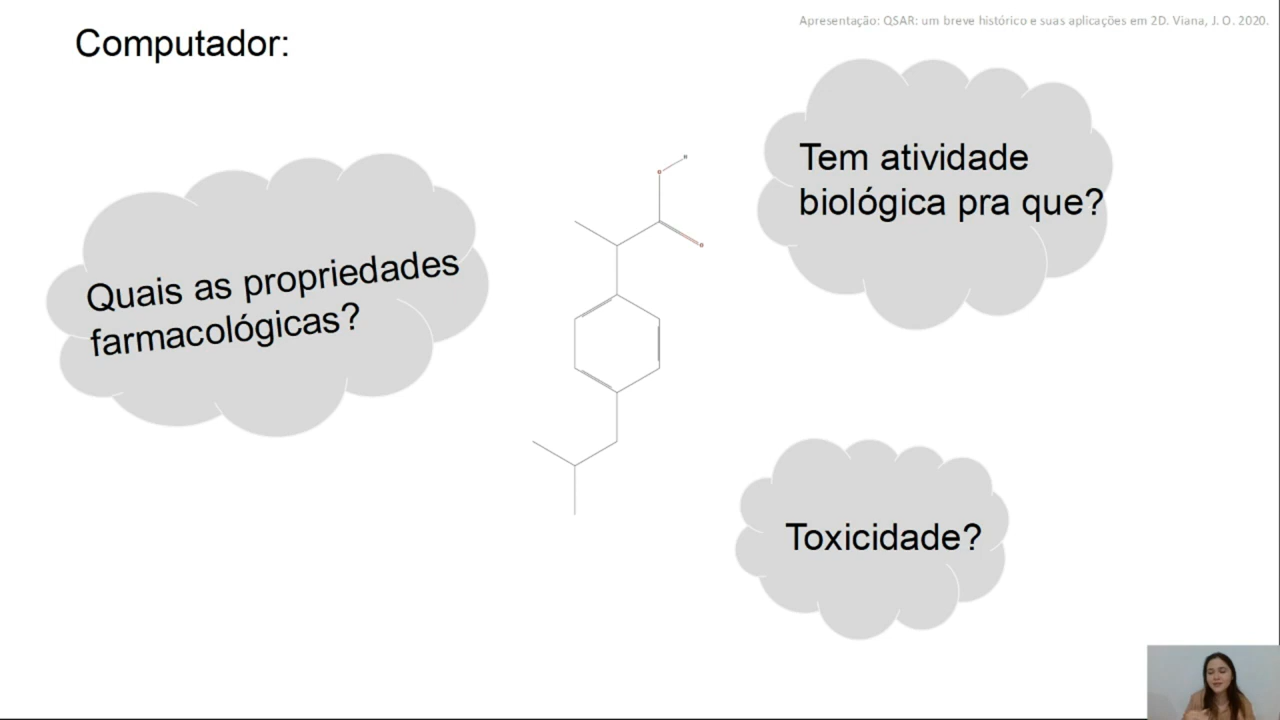 Apresentação: QSAR: um breve histórico e suas aplicações em 2D. Viana, J. O. 2020.
Computador:
Tem atividade
biológica pra que?
Quais as propriedades
farmacológicas?
Toxicidade?